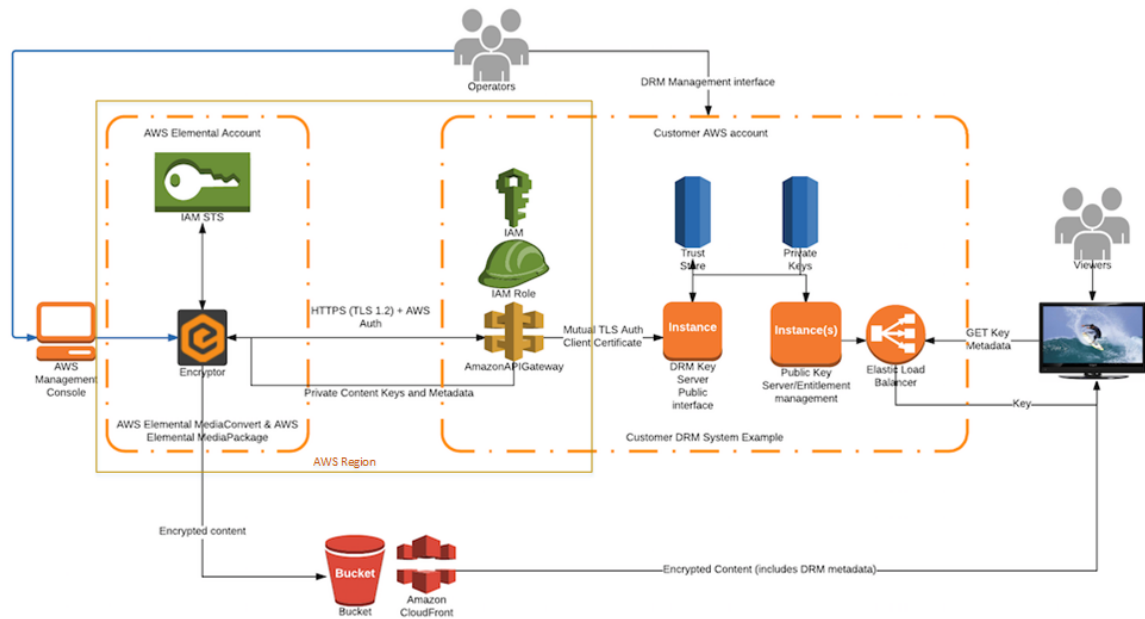 Operators
DRM Management interface
AWS Elemental Account
Customer AWS account
IAM STS
IAM
Trust
Store
Private
Keys
Viewers
IAM Role
HTTPS (TLS 1.2) + AWS
Auth
Instance
Instance(s)
Mutual TLS Auth
Client Certificate
GET Key
Metadata
AWS
Management
Console
Encryptor
AmazonAPIGateway
DRM Key
Server
Public
interface
Public Key
Server/Entitlement
management
Elastic Load
Balancer
Private Content Keys and Metadata
Key
AWS Elemental MediaConvert & AWS
Elemental MediaPackage
Customer DRM System Example
AWS Region
Encrypted content
Bucket
Bucket
Amazon
CloudFront
Encrypted Content (includes DRM metadata)